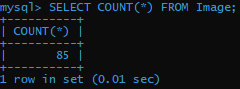 mysql> SELECT COUNT(*) FROM Image;
+----------+
| COUNT(*) |
+----------+
|       85 |
+----------+
1 row in set (0.01 sec)